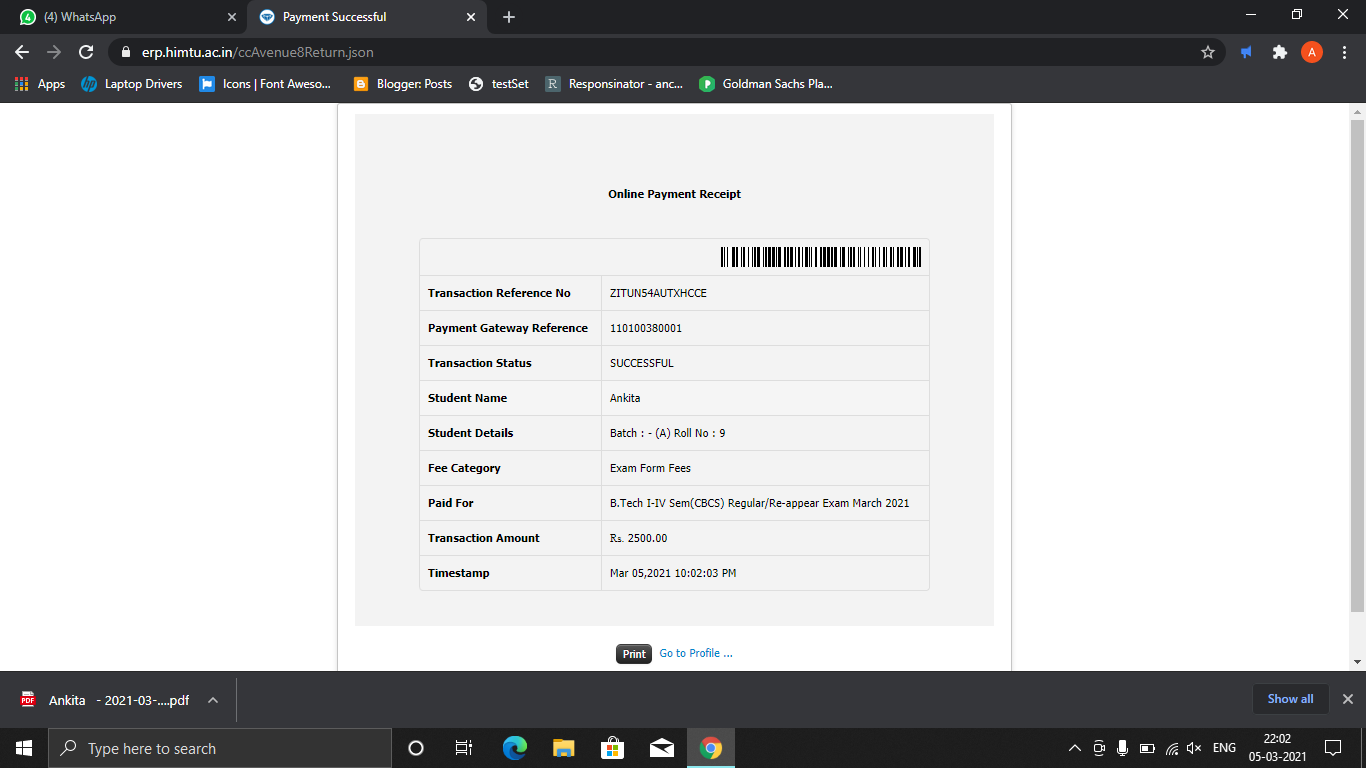 4 (4) WhatsApp
Payment Successful
erp.himtu.ac.in/ccAvenue8Return.json
A
Apps
Laptop Drivers
Icons | Font Aweso...
Blogger: Posts
testSet
R Responsinator - anc...
Goldman Sachs Pla...
Online Payment Receipt
Transaction Reference No ZITUN54AUTXHCCE
Payment Gateway Reference 110100380001
Transaction Status SUCCESSFUL
Student Name Ankita
Student Details Batch : - (A) Roll No : 9
Fee Category Exam Form Fees
Paid For B.Tech I-IV Sem(CBCS) Regular/Re-appear Exam March 2021
Transaction Amount Rs. 2500.00
Timestamp Mar 05,2021 10:02:03 PM
Print Go to Profile ...
PDF Ankita - 2021-03-....pdf
Show all
Type here to search
ENG
22:02
05-03-2021